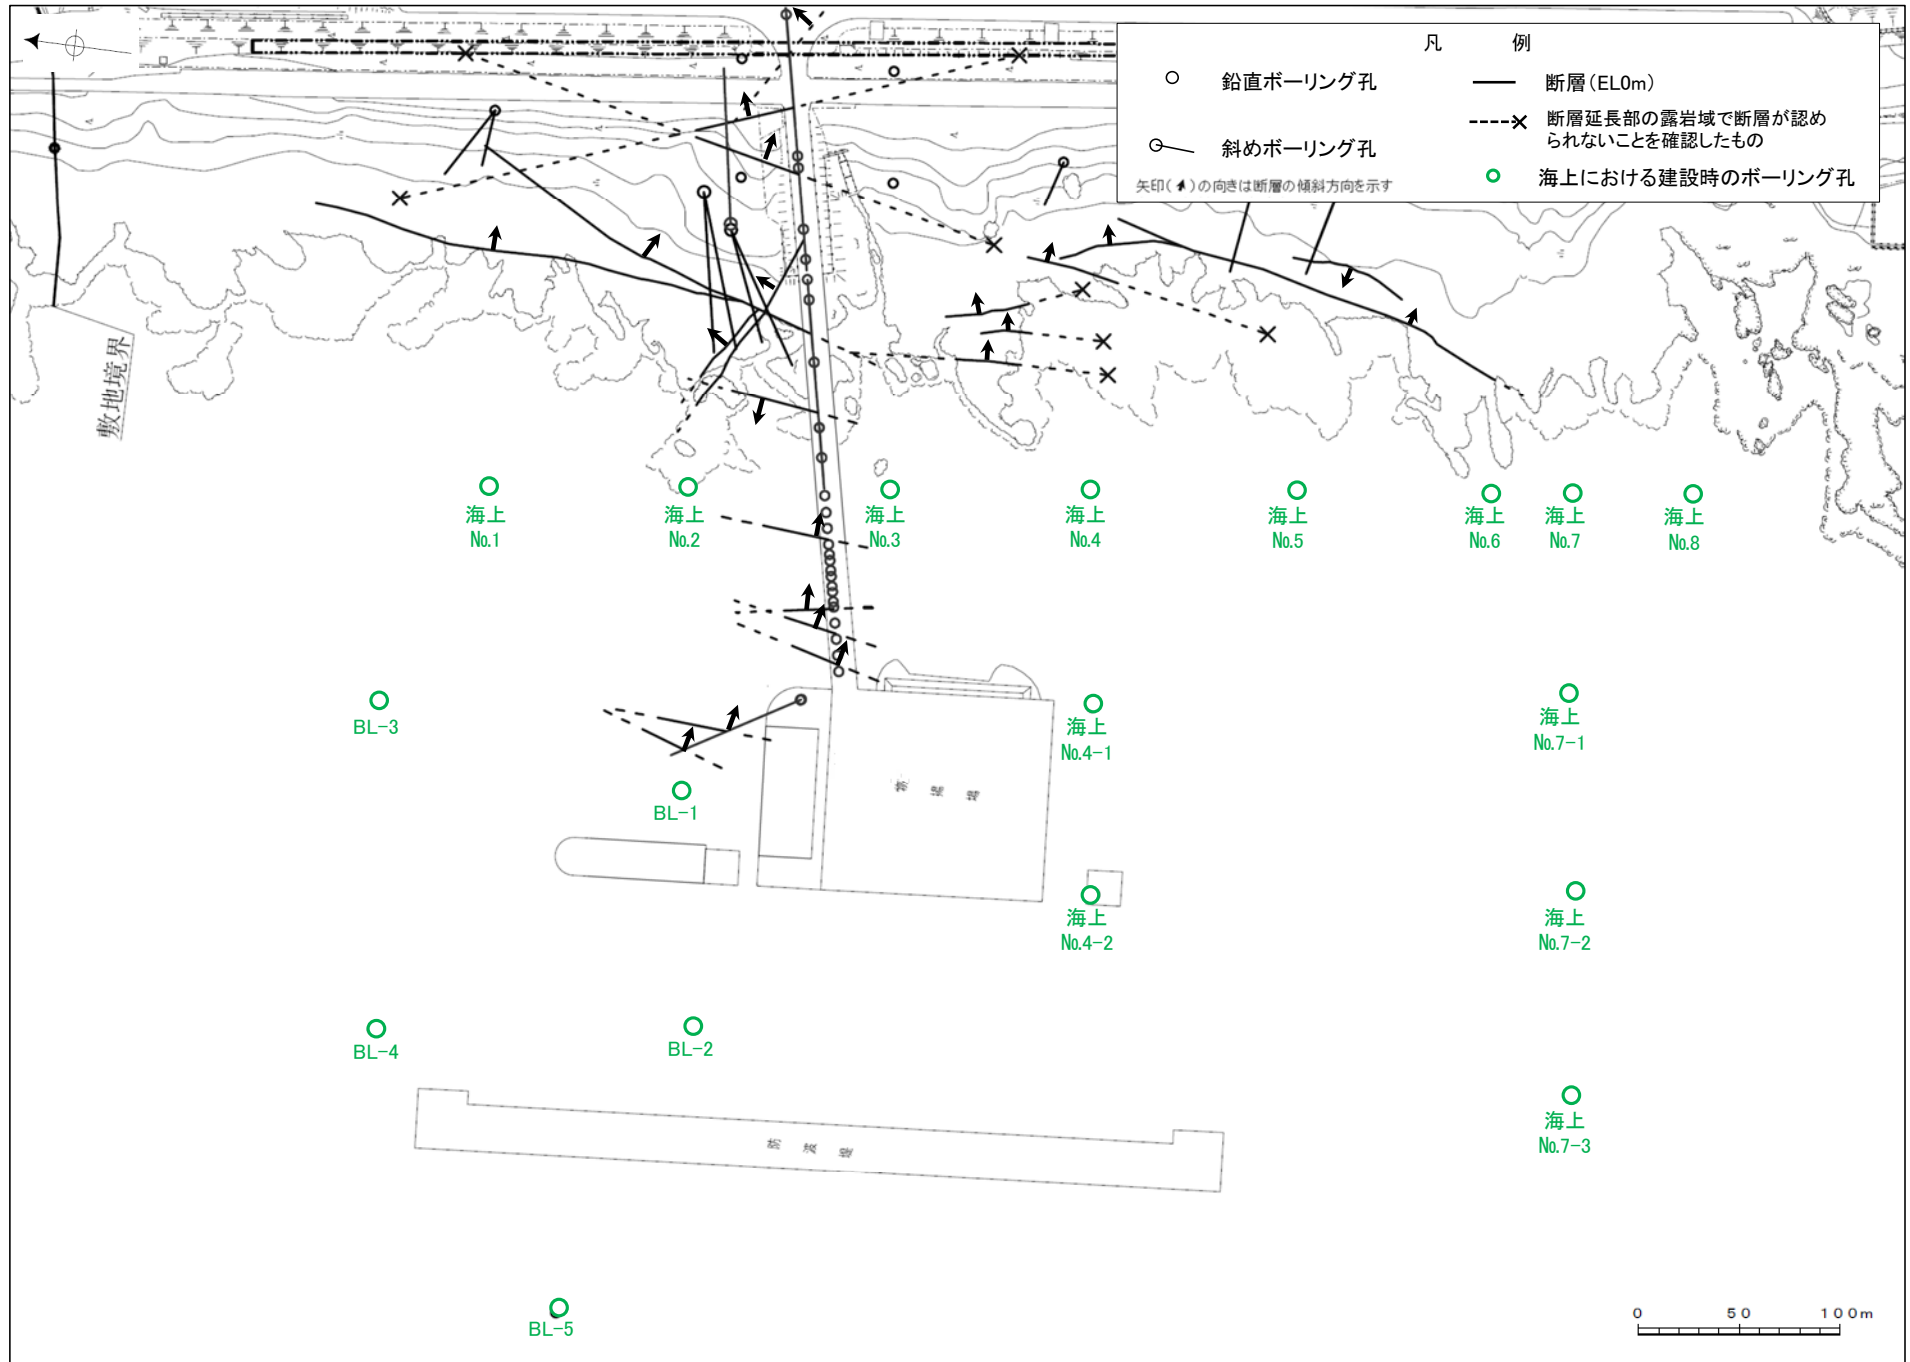 凡 例
鉛直ボーリング孔
断層(EL0m)
断層延長部の露岩域で断層が認め
られないことを確認したもの
斜めボーリング孔
矢印( )の向きは断層の傾斜方向を示す
海上における建設時のボーリング孔
敷地境界
海上
No.1
海上
No.2
海上
No.3
海上
No.4
海上
No.5
海上
No.6
海上
No.7
海上
No.8
BL-3
海上
No.4-1
海上
No.7-1
BL-1
物揚場
海上
No.4-2
海上
No.7-2
BL-4
BL-2
防波堤
海上
No.7-3
BL-5
0 50 100m